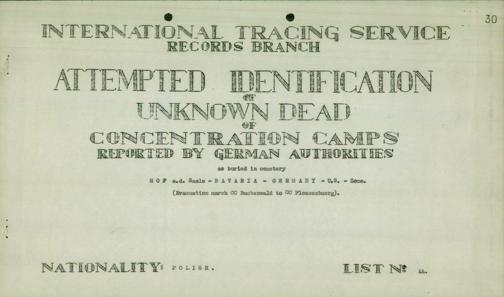 30
INTERNATIONAL TRACING SERVICE
RECORDS BRANCH
ATTEMPTED IDENTIFICATION
OF
UNKNOWN DEAD
OF
CONCENTRATION CAMPS
REPORTED BY GERMAN AUTHORITIES
as buried in cemetery
HOF a.d. Saale - BAVARIA - GERMANY - U.S. - Zone.
(Evacuation march CC Buchenwald to CC Flossenbuerg).
NATIONALITY: POLISH. LIST Nº